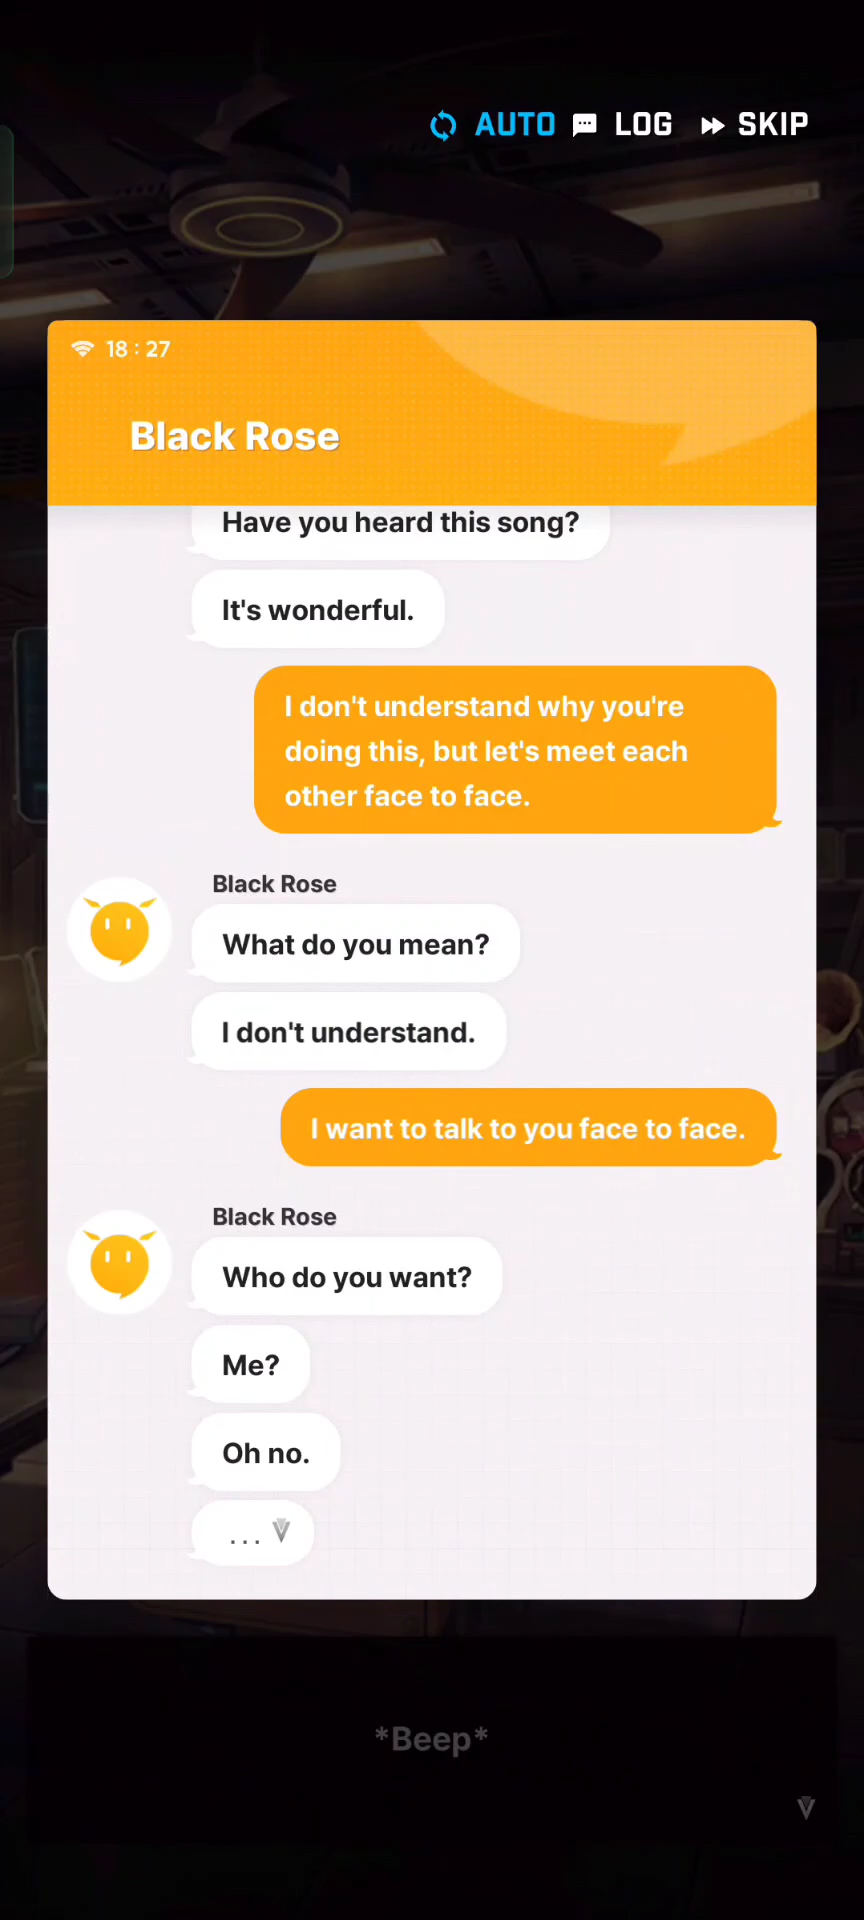 AUTO LOG SKIP
18 : 27
Black Rose
Have you heard this song?
It's wonderful.
I don't understand why you're
doing this, but let's meet each
other face to face.
Black Rose
What do you mean?
I don't understand.
I want to talk to you face to face.
Black Rose
Who do you want?
Me?
Oh no.
...
*Beep*